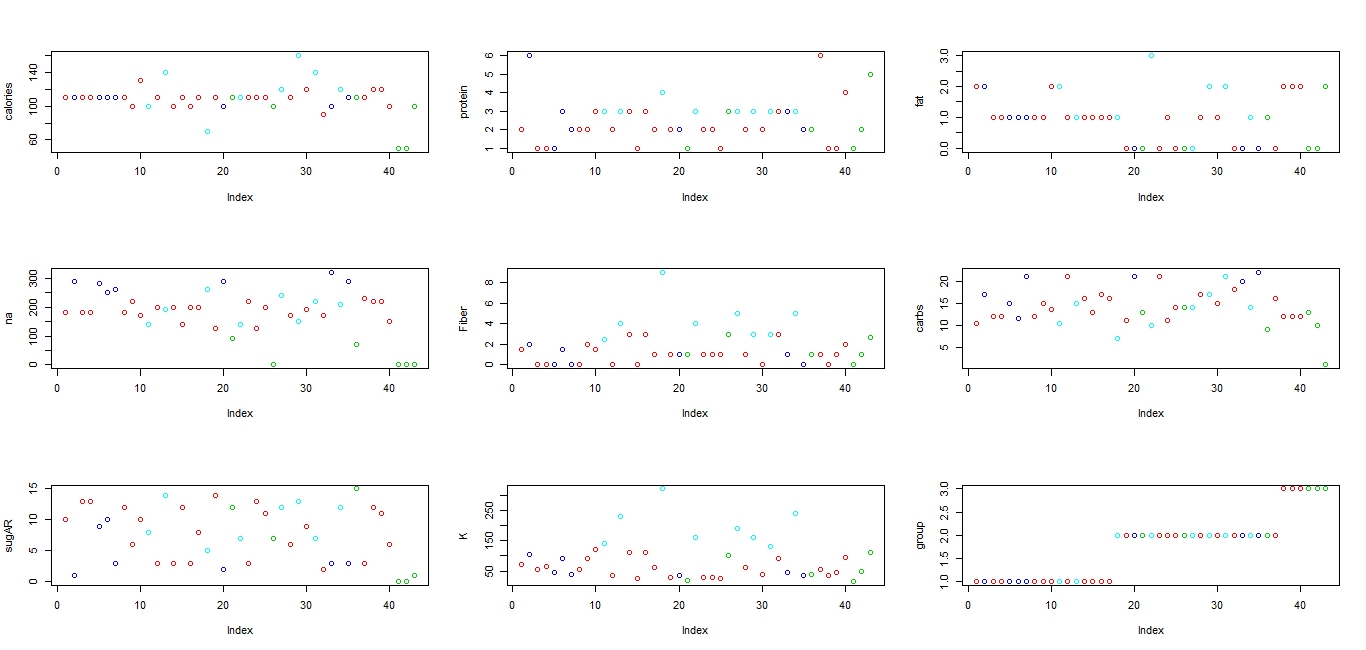 calories
60 100 140
0 10 20 30 40
Index
protein
1 2 3 4 5 6
0 10 20 30 40
Index
fat
0.0 1.0 2.0 3.0
0 10 20 30 40
Index
na
0 100 200 300
0 10 20 30 40
Index
Fiber
0 2 4 6 8
0 10 20 30 40
Index
carbs
5 10 15 20
0 10 20 30 40
Index
sugAR
0 5 10 15
0 10 20 30 40
Index
K
50 150 250
0 10 20 30 40
Index
group
1.0 1.5 2.0 2.5 3.0
0 10 20 30 40
Index